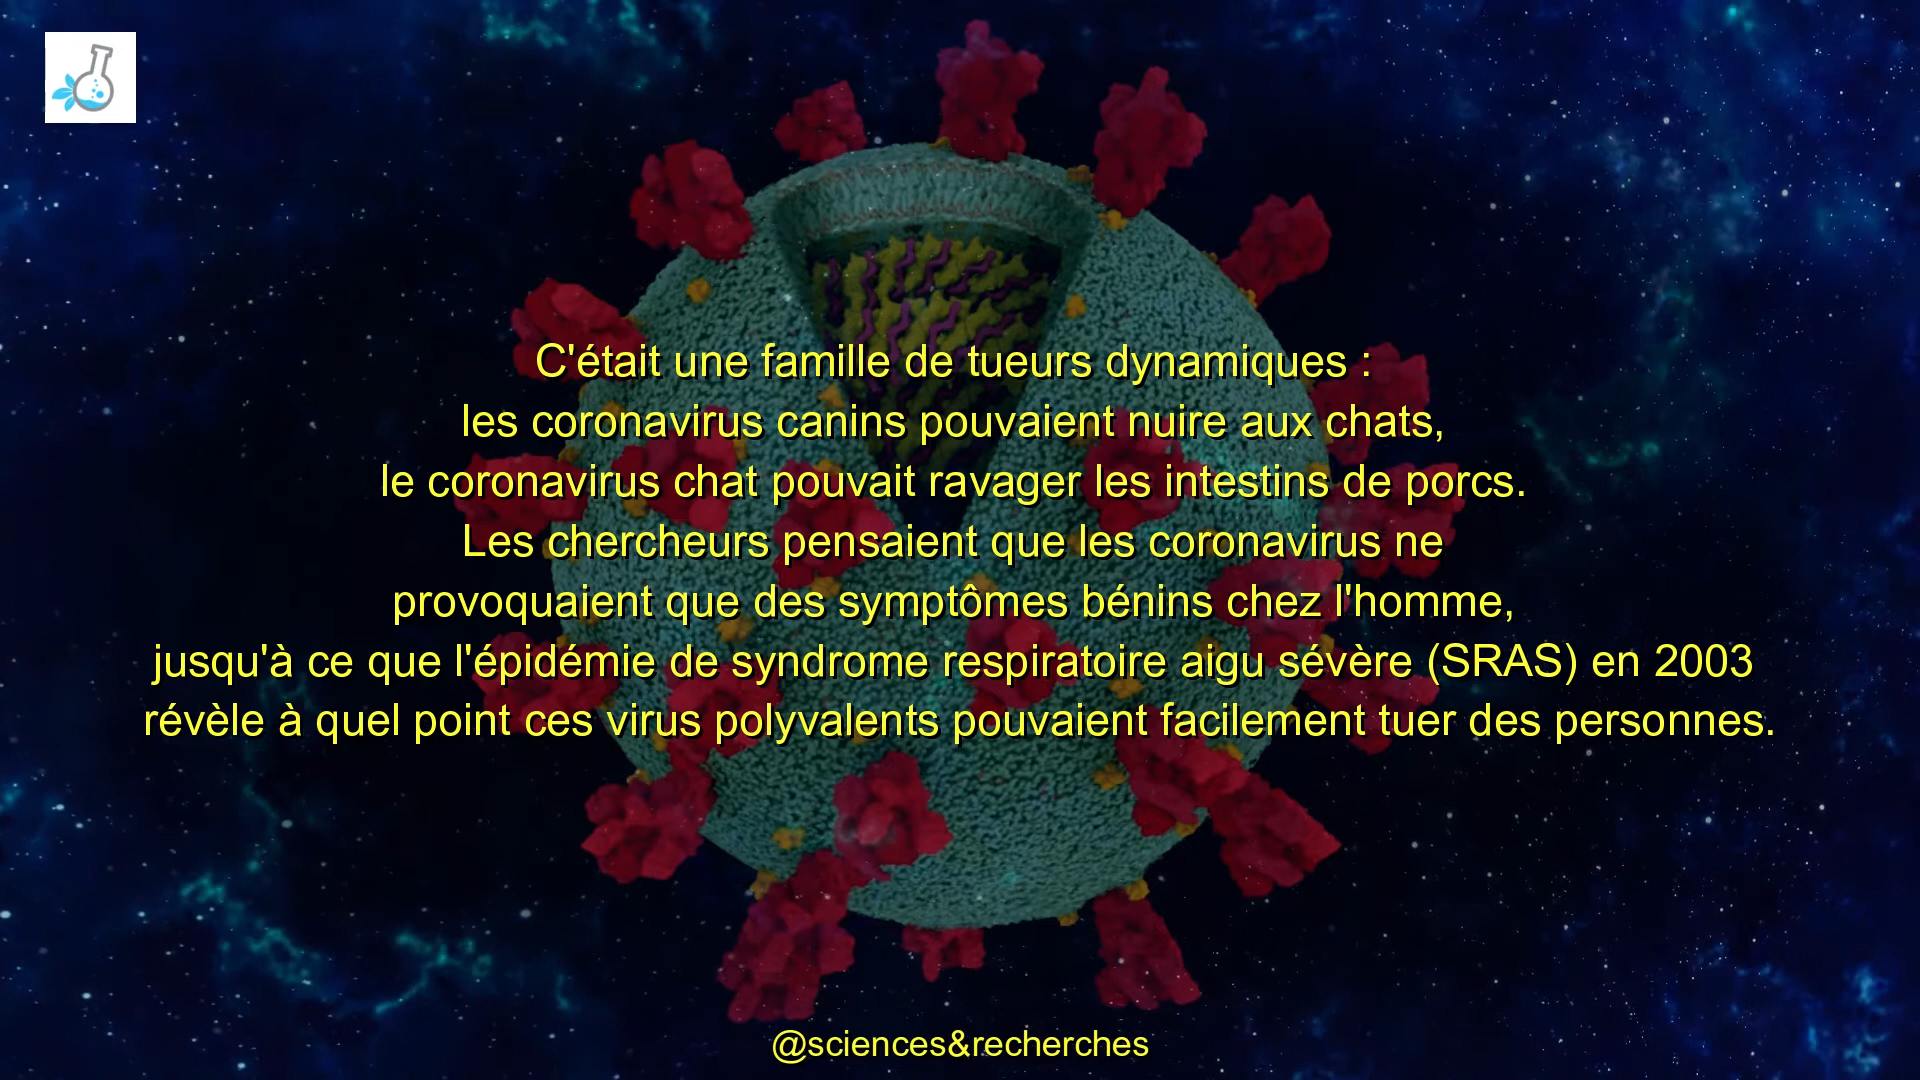 C'était une famille de tueurs dynamiques :
les coronavirus canins pouvaient nuire aux chats,
le coronavirus chat pouvait ravager les intestins de porcs.
Les chercheurs pensaient que les coronavirus ne
provoquaient que des symptômes bénins chez l'homme,
jusqu'à ce que l'épidémie de syndrome respiratoire aigu sévère (SRAS) en 2003
révèle à quel point ces virus polyvalents pouvaient facilement tuer des personnes.
@sciences&recherches